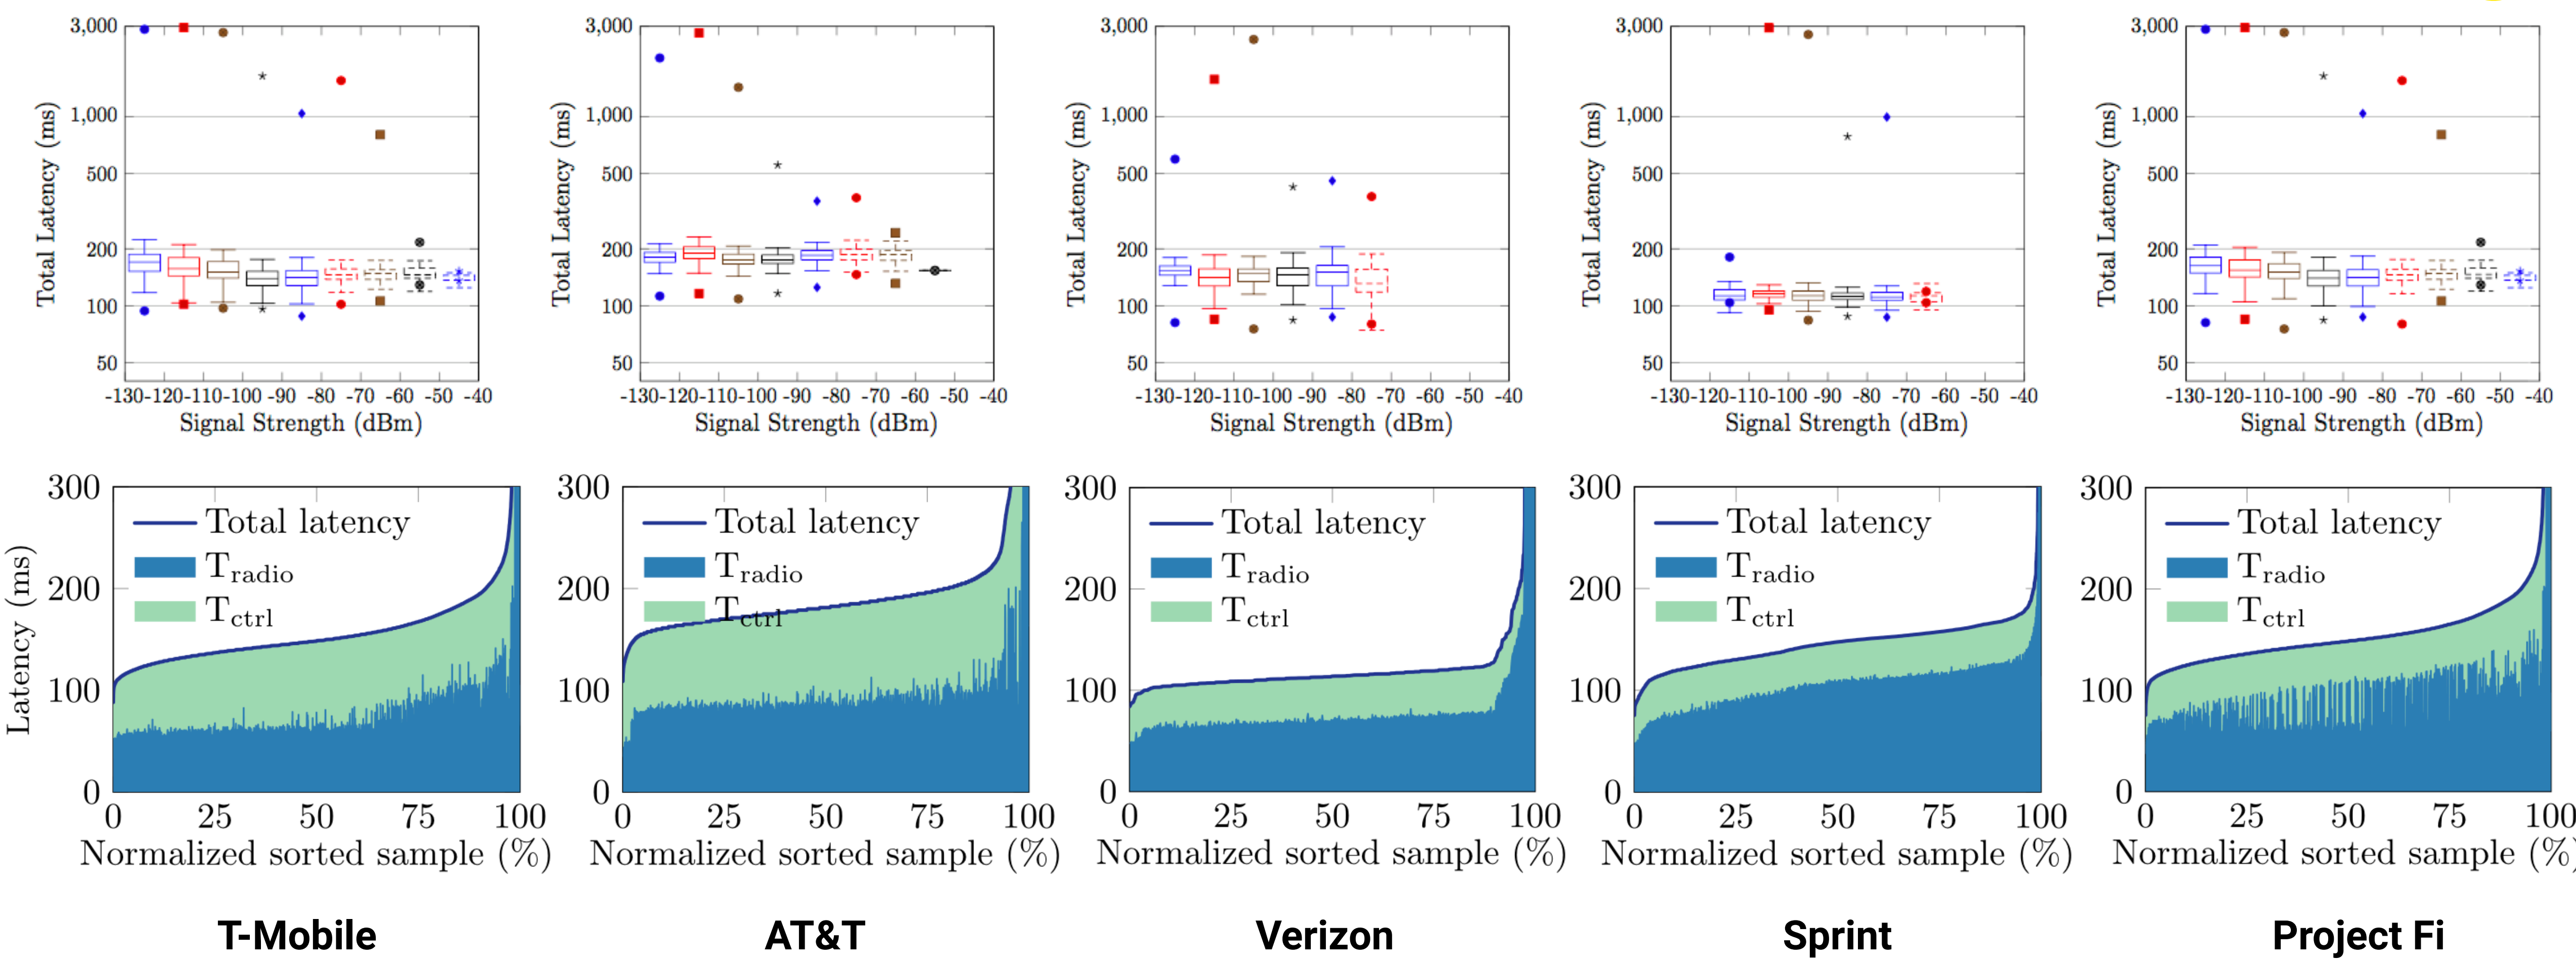 3,000
1,000
500
200
100
50
Total Latency (ms)
-130-120-110-100 -90 -80 -70 -60 -50 -40
Signal Strength (dBm)
3,000
1,000
500
200
100
50
Total Latency (ms)
-130-120-110-100 -90 -80 -70 -60 -50 -40
Signal Strength (dBm)
3,000
1,000
500
200
100
50
Total Latency (ms)
-130-120-110-100 -90 -80 -70 -60 -50 -40
Signal Strength (dBm)
3,000
1,000
500
200
100
50
Total Latency (ms)
-130-120-110-100 -90 -80 -70 -60 -50 -40
Signal Strength (dBm)
3,000
1,000
500
200
100
50
Total Latency (ms)
-130-120-110-100 -90 -80 -70 -60 -50 -40
Signal Strength (dBm)
300
200
100
0
Latency (ms)
Total latency
Tradio
Tctrl
0 25 50 75 100
Normalized sorted sample (%)
300
200
100
0
Total latency
Tradio
Tctrl
0 25 50 75 100
Normalized sorted sample (%)
300
200
100
0
Total latency
Tradio
Tctrl
0 25 50 75 100
Normalized sorted sample (%)
300
200
100
0
Total latency
Tradio
Tctrl
0 25 50 75 100
Normalized sorted sample (%)
300
200
100
0
Total latency
Tradio
Tctrl
0 25 50 75 100
Normalized sorted sample (%)
T-Mobile
AT&T
Verizon
Sprint
Project Fi